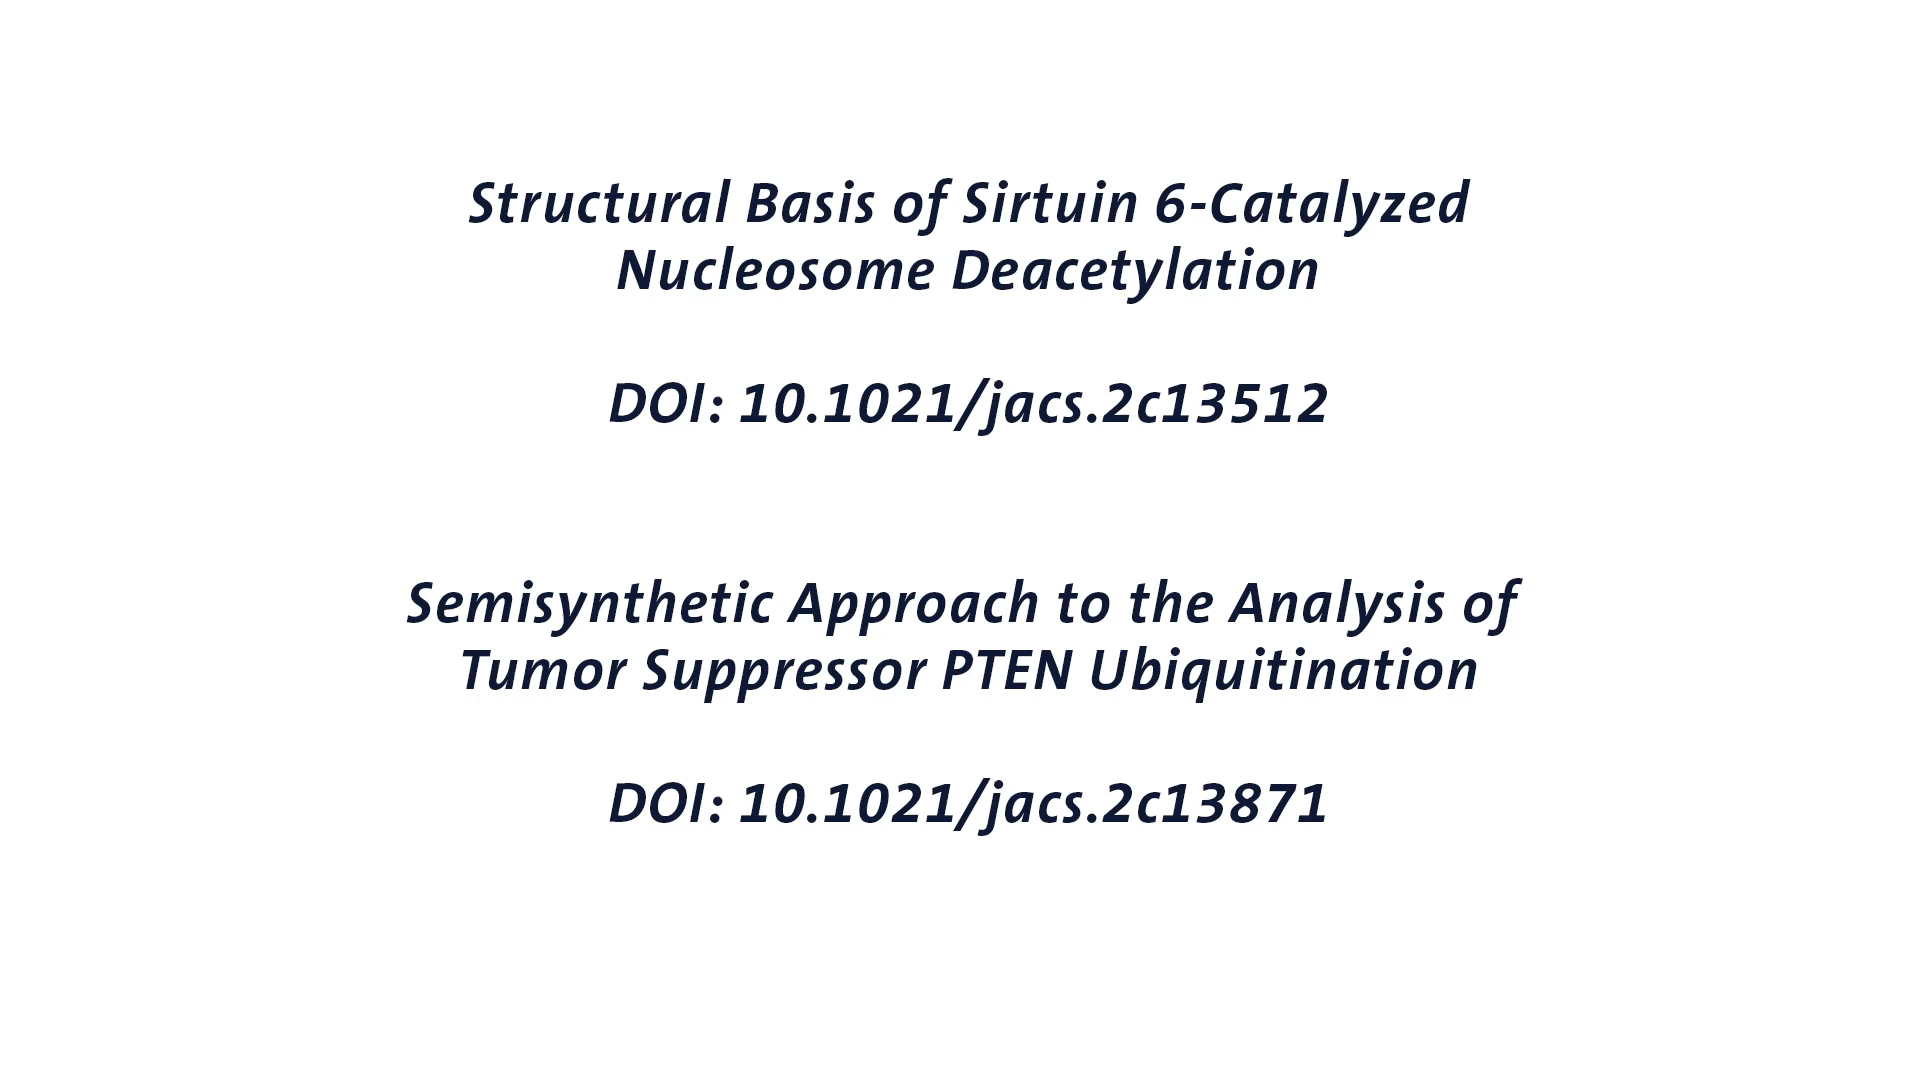 Structural Basis of Sirtuin 6-Catalyzed
Nucleosome Deacetylation
DOI: 10.1021/jacs.2c13512
Semisynthetic Approach to the Analysis of
Tumor Suppressor PTEN Ubiquitination
DOI: 10.1021/jacs.2c13871